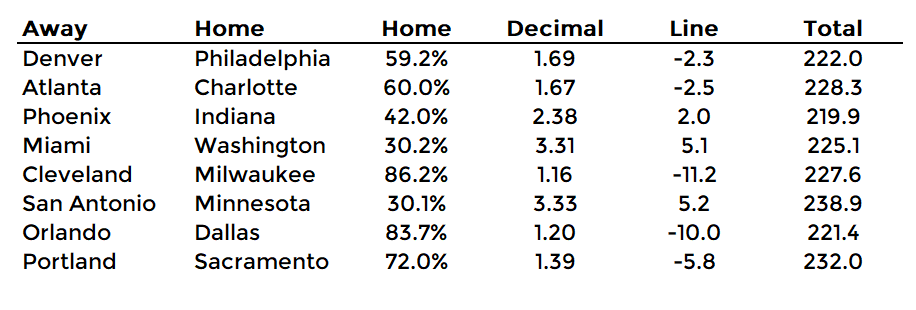 Away Home Home Decimal Line Total
Denver Philadelphia 59.2% 1.69 -2.3 222.0
Atlanta Charlotte 60.0% 1.67 -2.5 228.3
Phoenix Indiana 42.0% 2.38 2.0 219.9
Miami Washington 30.2% 3.31 5.1 225.1
Cleveland Milwaukee 86.2% 1.16 -11.2 227.6
San Antonio Minnesota 30.1% 3.33 5.2 238.9
Orlando Dallas 83.7% 1.20 -10.0 221.4
Portland Sacramento 72.0% 1.39 -5.8 232.0